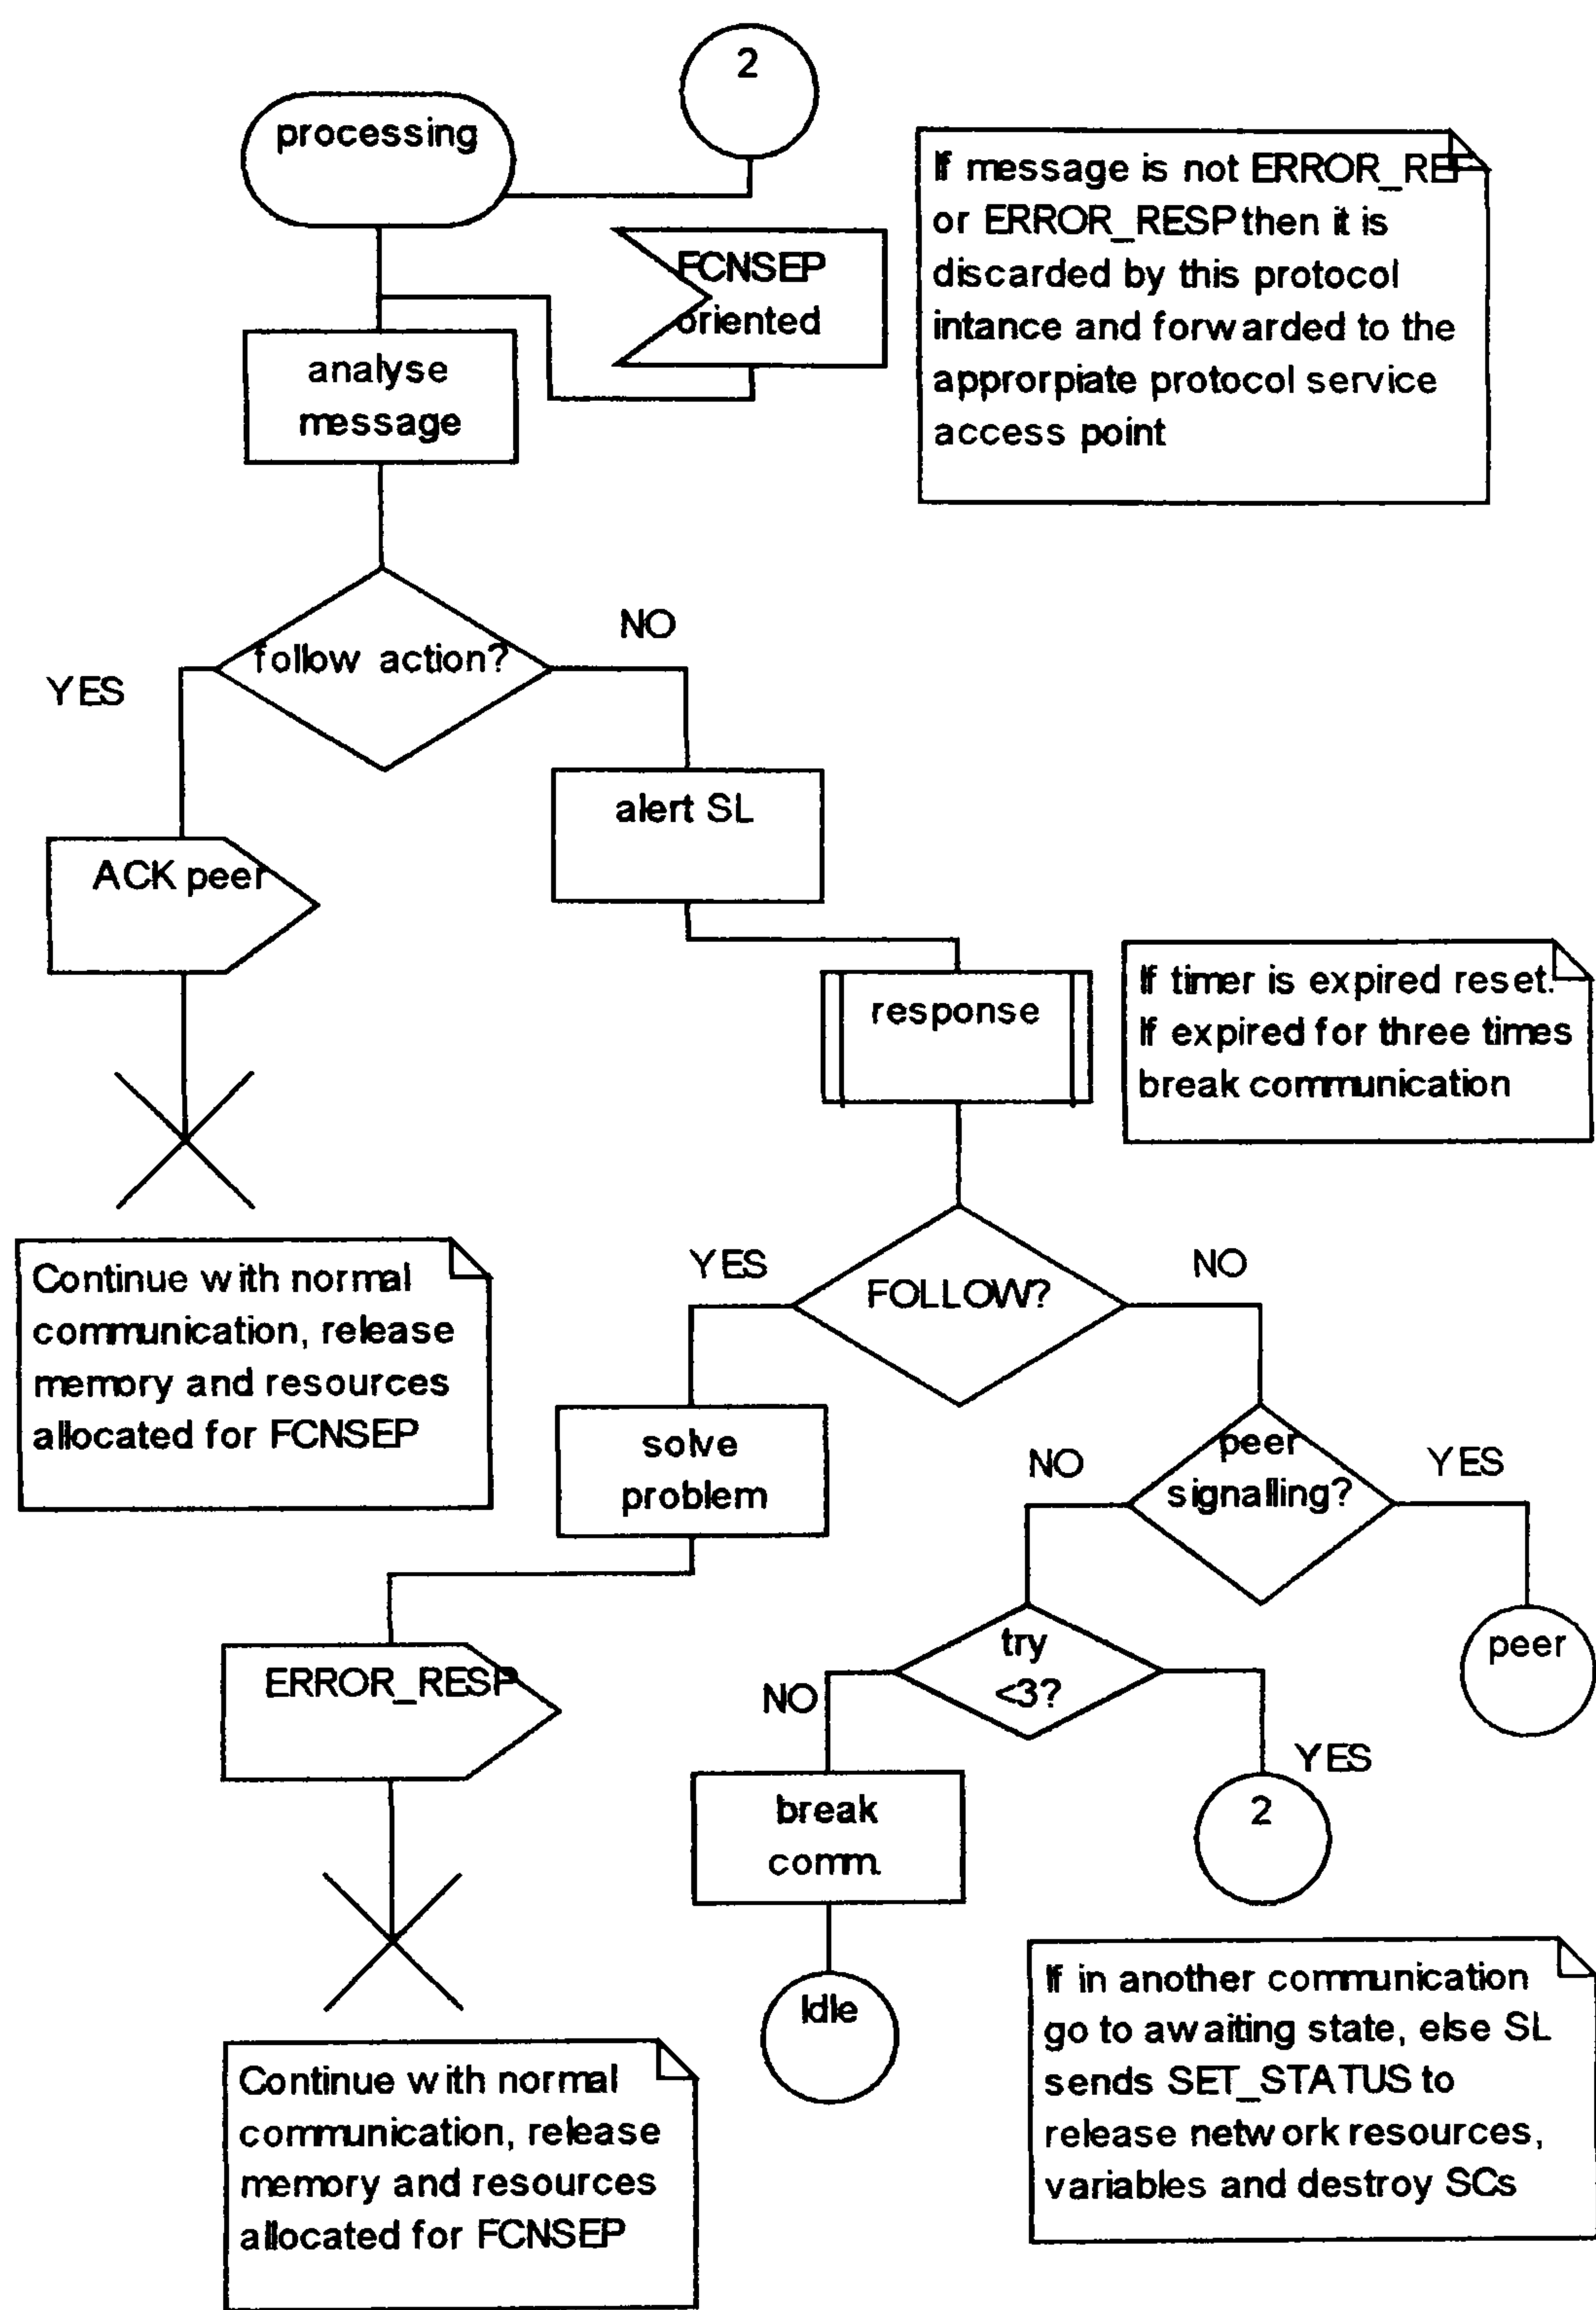 2
processing
If message is not ERROR_RE
or ERROR_RESP then it is
discarded by this protocol
intance and forwarded to the
approrpiate protocol service
access point
FCNSEP
oriented
analyse
message
follow action?
NO
YES
alert SL
ACK peer
response
If timer is expired reset.
If expired for three times
break communication
Continue with normal
communication, release
memory and resources
allocated for FCNSEP
YES
FOLLOW?
NO
solve
problem
NO
peer
signalling?
YES
ERROR_RESP
try
<3?
peer
NO
YES
break
comm.
2
Idle
If in another communication
go to awaiting state, else SL
sends SET_STATUS to
release network resources,
variables and destroy SCs
Continue with normal
communication, release
memory and resources
allocated for FCNSEP